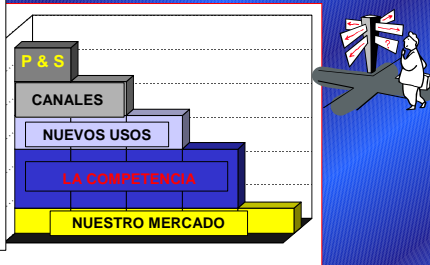 P & S
CANALES
NUEVOS USOS
LA COMPETENCIA
NUESTRO MERCADO
?